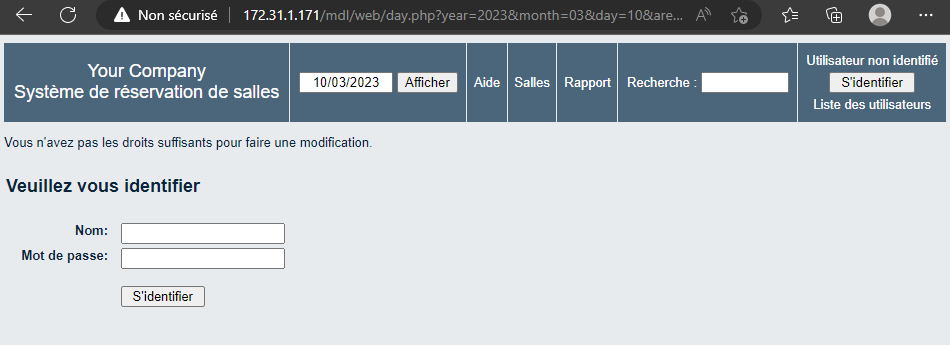 Non sécurisé 172.31.1.171/mdl/web/day.php?year=2023&month=03&day=10&are...
Your Company
Système de réservation de salles
10/03/2023 Afficher
Aide
Salles
Rapport
Recherche :
Utilisateur non identifié
S'identifier
Liste des utilisateurs
Vous n'avez pas les droits suffisants pour faire une modification.
Veuillez vous identifier
Nom:
Mot de passe:
S'identifier